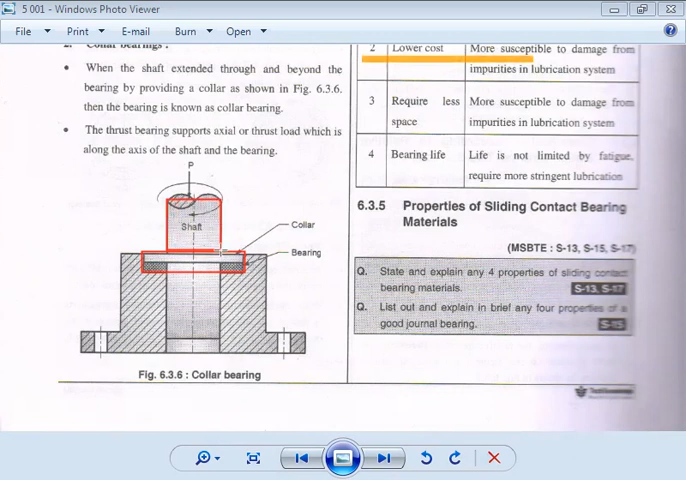 5 001 - Windows Photo Viewer
File Print E-mail Burn Open
2. Collar bearings :
• When the shaft extended through and beyond the
bearing by providing a collar as shown in Fig. 6.3.6.
then the bearing is known as collar bearing.
• The thrust bearing supports axial or thrust load which is
along the axis of the shaft and the bearing.
P
Shaft
Collar
Bearing
Fig. 6.3.6 : Collar bearing
2 Lower cost More susceptible to damage from
impurities in lubrication system
3 Require less More susceptible to damage from
space impurities in lubrication system
4 Bearing life Life is not limited by fatigue,
require more stringent lubrication
6.3.5 Properties of Sliding Contact Bearing
Materials
(MSBTE : S-13, S-15, S-17)
Q. State and explain any 4 properties of sliding contact
bearing materials. S-13, S-17
Q. List out and explain in brief any four properties of a
good journal bearing. S-15